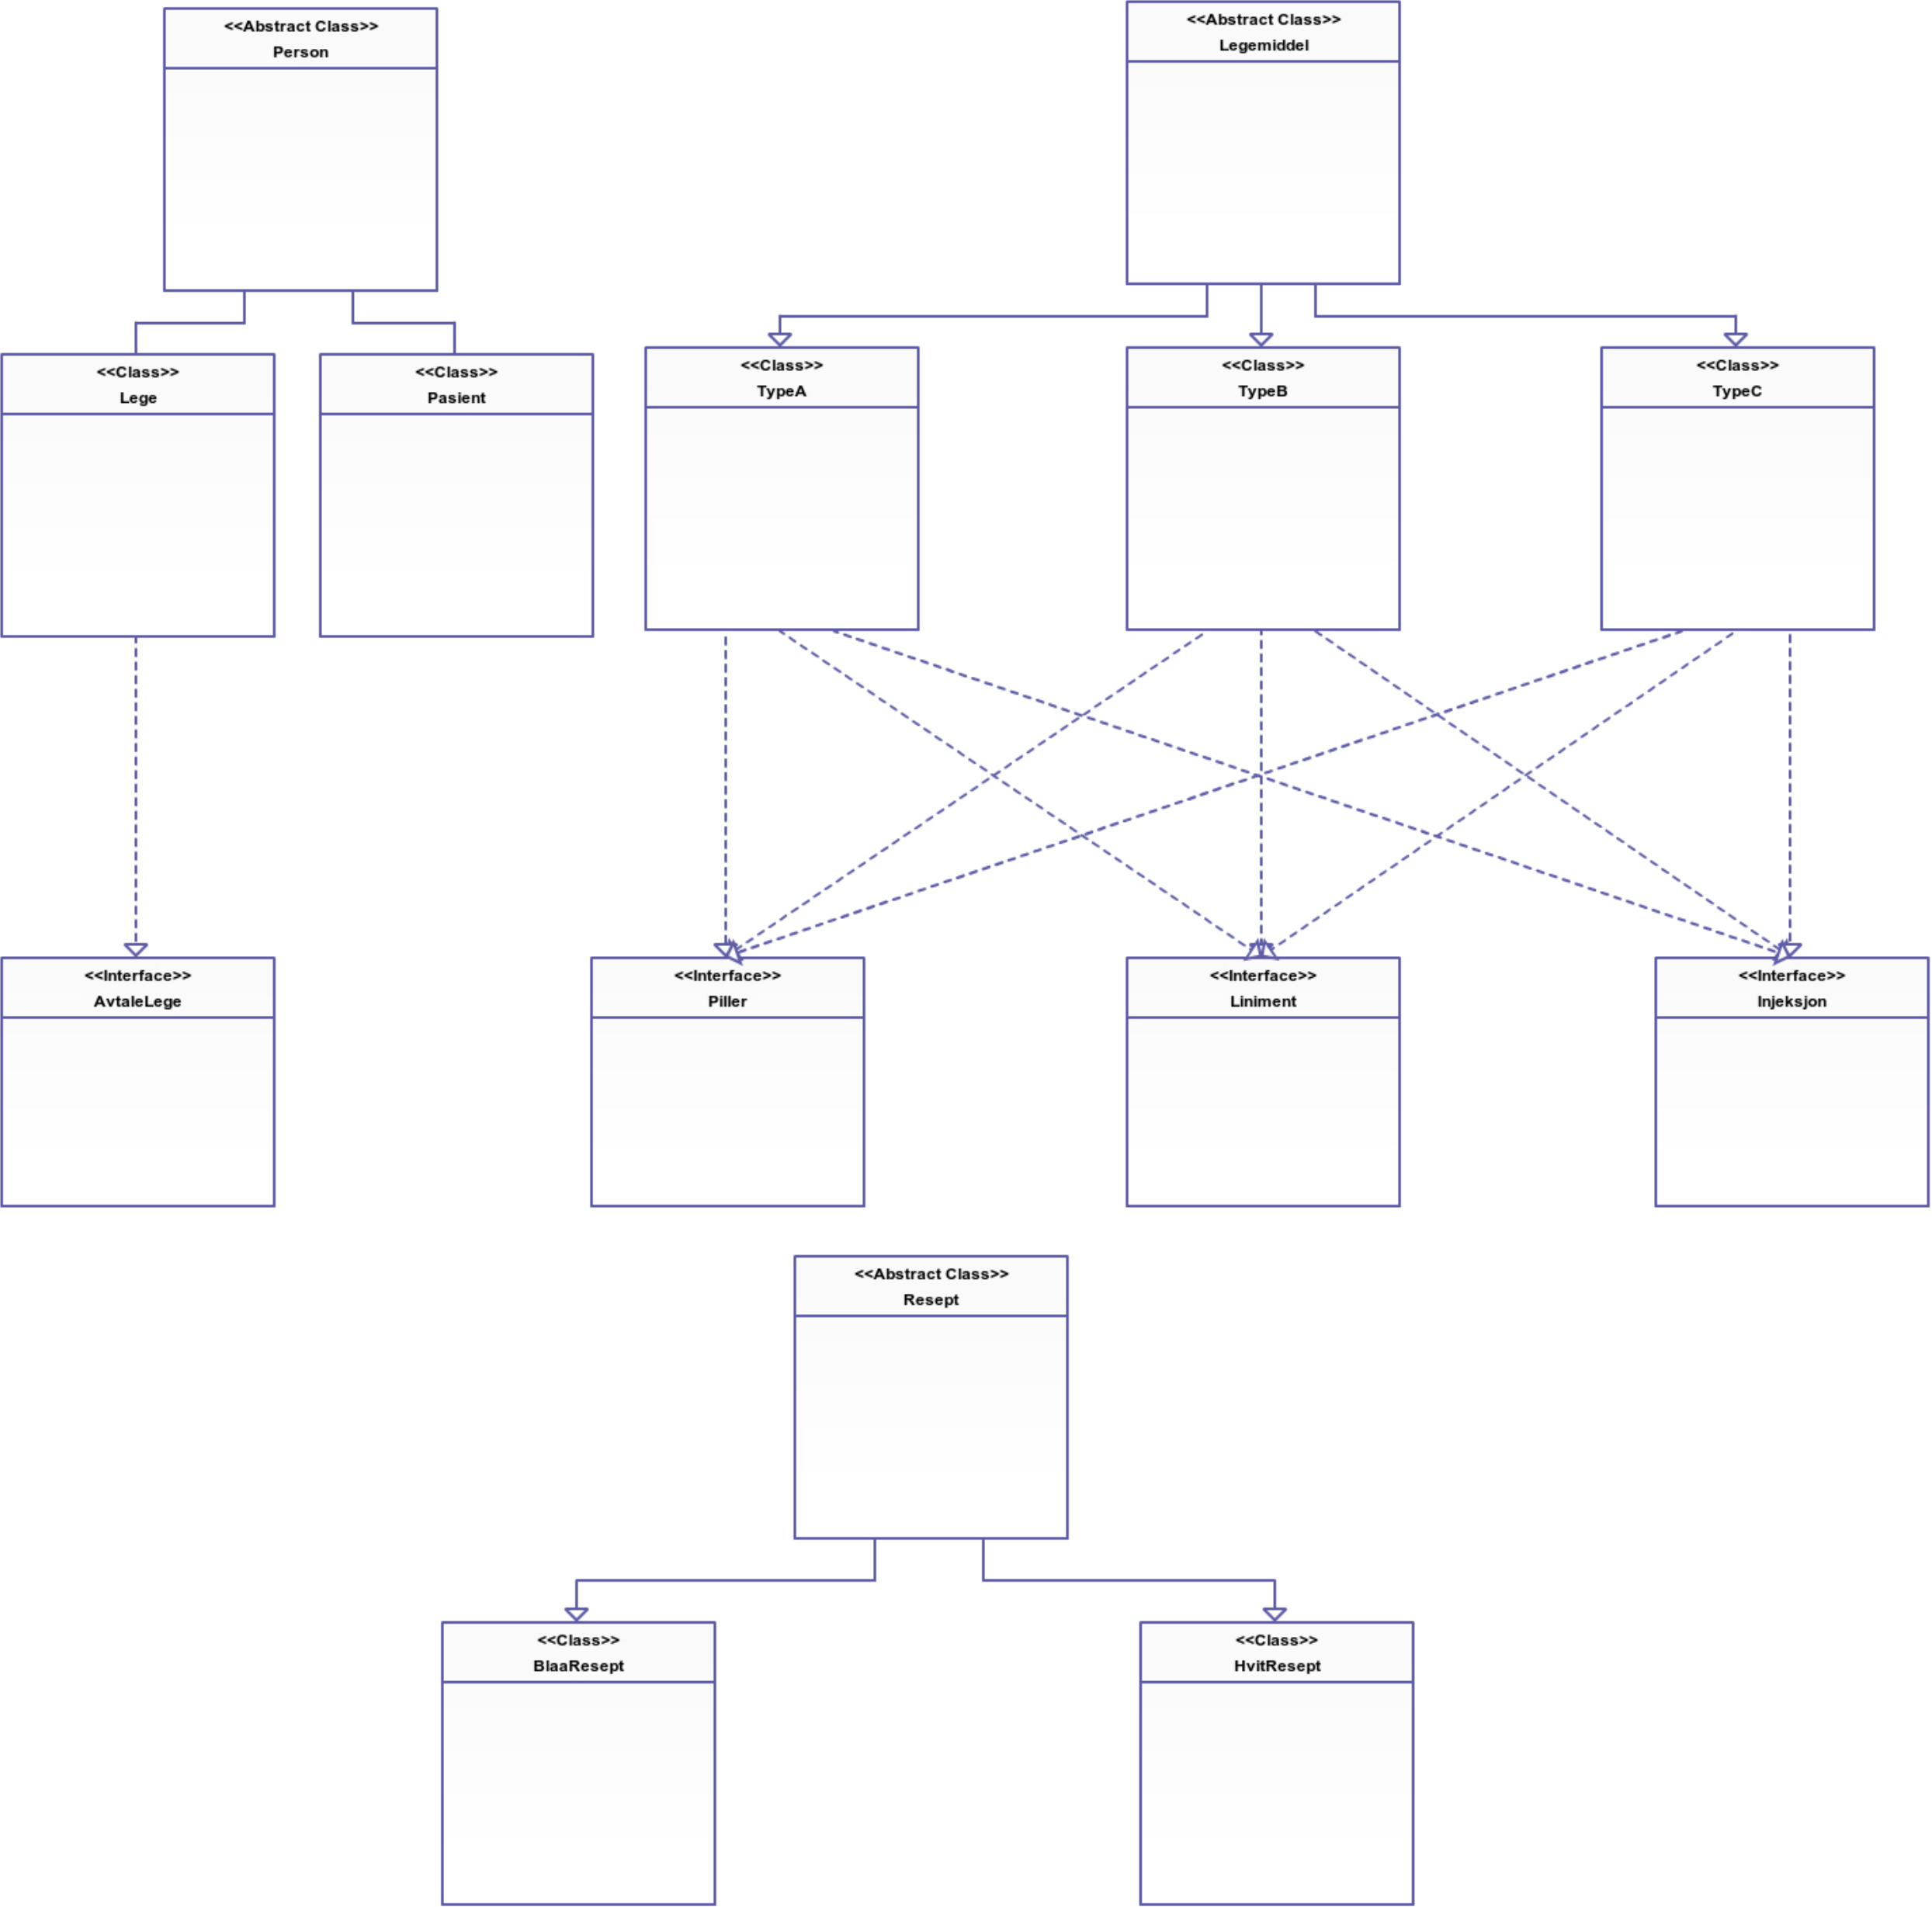 <<Abstract Class>>
Person
<<Abstract Class>>
Legemiddel
<<Class>>
Lege
<<Class>>
Pasient
<<Class>>
TypeA
<<Class>>
TypeB
<<Class>>
TypeC
<<Interface>>
AvtaleLege
<<Interface>>
Piller
<<Interface>>
Liniment
<<Interface>>
Injeksjon
<<Abstract Class>>
Resept
<<Class>>
BlaaResept
<<Class>>
HvitResept